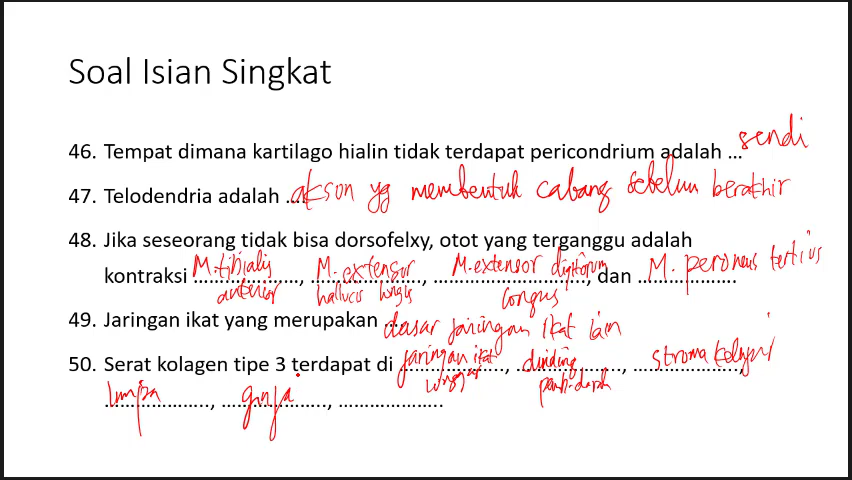 Soal Isian Singkat
46. Tempat dimana kartilago hialin tidak terdapat pericondrium adalah ... sendi
47. Telodendria adalah .... akson yg membentuk cabang sebelum berakhir
48. Jika seseorang tidak bisa dorsofelxy, otot yang terganggu adalah
kontraksi M. tibialis anterior, M. extensor hallucis longus, M. extensor digitorum longus, dan M. peroneus tertius
49. Jaringan ikat yang merupakan ... dasar jaringan ikat lain
50. Serat kolagen tipe 3 terdapat di jaringan ikat longgar, dinding pemb. darah, stroma kelenjar,
limpa, ginjal, ....................